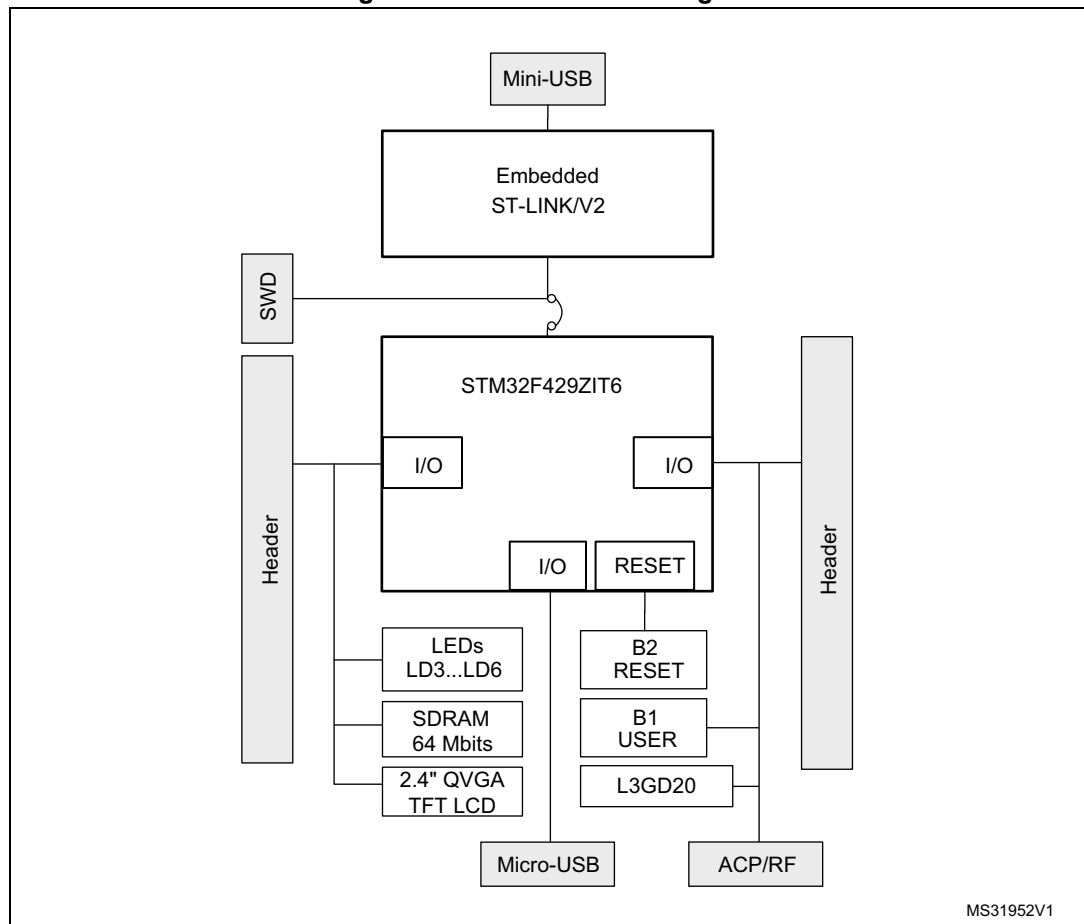 Mini-USB
Embedded
ST-LINK/V2
SWD
STM32F429ZIT6
I/O
I/O
Header
Header
I/O
RESET
LEDs
LD3...LD6
B2
RESET
SDRAM
64 Mbits
B1
USER
2.4" QVGA
TFT LCD
L3GD20
Micro-USB
ACP/RF
MS31952V1